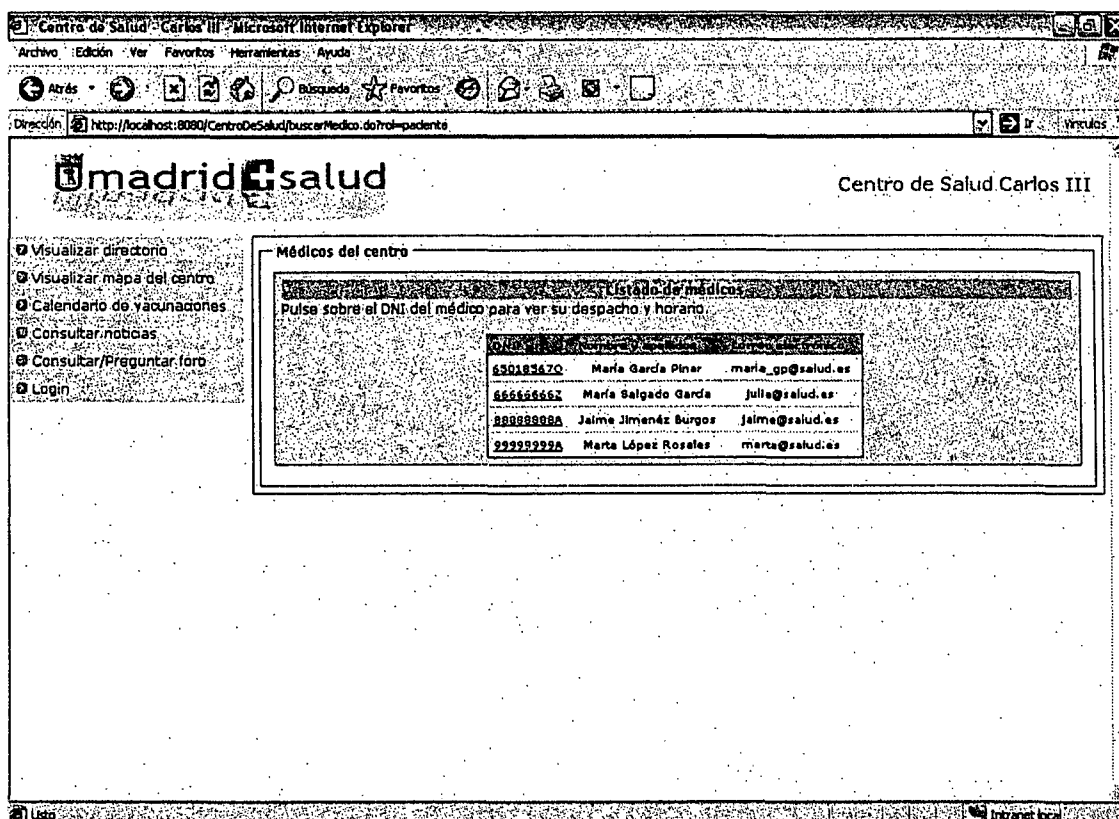 Centro de Salud - Carlos III - Microsoft Internet Explorer
Archivo Edición Ver Favoritos Herramientas Ayuda
Atrás Búsqueda Favoritos
Dirección http://localhost:8080/CentroDeSalud/buscarMedico.do?rol=paciente Ir Vínculos
madrid salud
Centro de Salud Carlos III
Visualizar directorio
Visualizar mapa del centro
Calendario de vacunaciones
Consultar noticias
Consultar/Preguntar foro
Login
Médicos del centro
Listado de médicos
Pulse sobre el DNI del médico para ver su despacho y horario.
65018367Q María García Pinar maria_gp@salud.es
66666666Z María Salgado García julia@salud.es
88888888A Jaime Jimenéz Burgos jaime@salud.es
99999999A Marta López Rosales marta@salud.es
Listo Intranet local